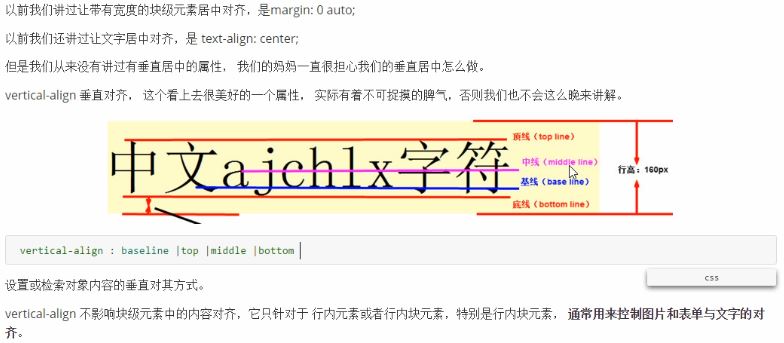 以前我们讲过让带有宽度的块级元素居中对齐，是margin: 0 auto;
以前我们还讲过让文字居中对齐，是 text-align: center;
但是我们从来没有讲过有垂直居中的属性， 我们的妈妈一直很担心我们的垂直居中怎么做。
vertical-align 垂直对齐， 这个看上去很美好的一个属性， 实际有着不可捉摸的脾气，否则我们也不会这么晚来讲解。
中文ajchlx字符
顶线（top line）
中线（middle line）
基线（base line）
底线（bottom line）
行高：160px
vertical-align : baseline |top |middle |bottom
css
设置或检索对象内容的垂直对其方式。
vertical-align 不影响块级元素中的内容对齐，它只针对于 行内元素或者行内块元素，特别是行内块元素， 通常用来控制图片和表单与文字的对
齐。